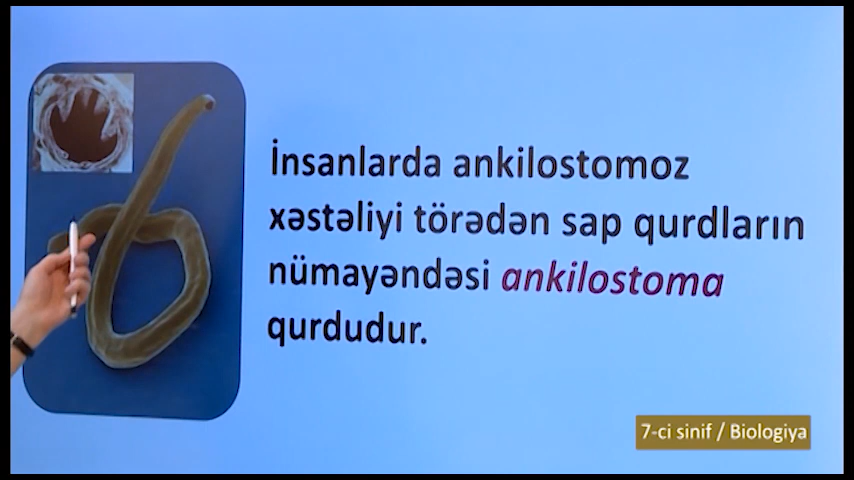 İnsanlarda ankilostomoz
xəstəliyi törədən sap qurdların
nümayəndəsi ankilostoma
qurdudur.
7-ci sinif / Biologiya